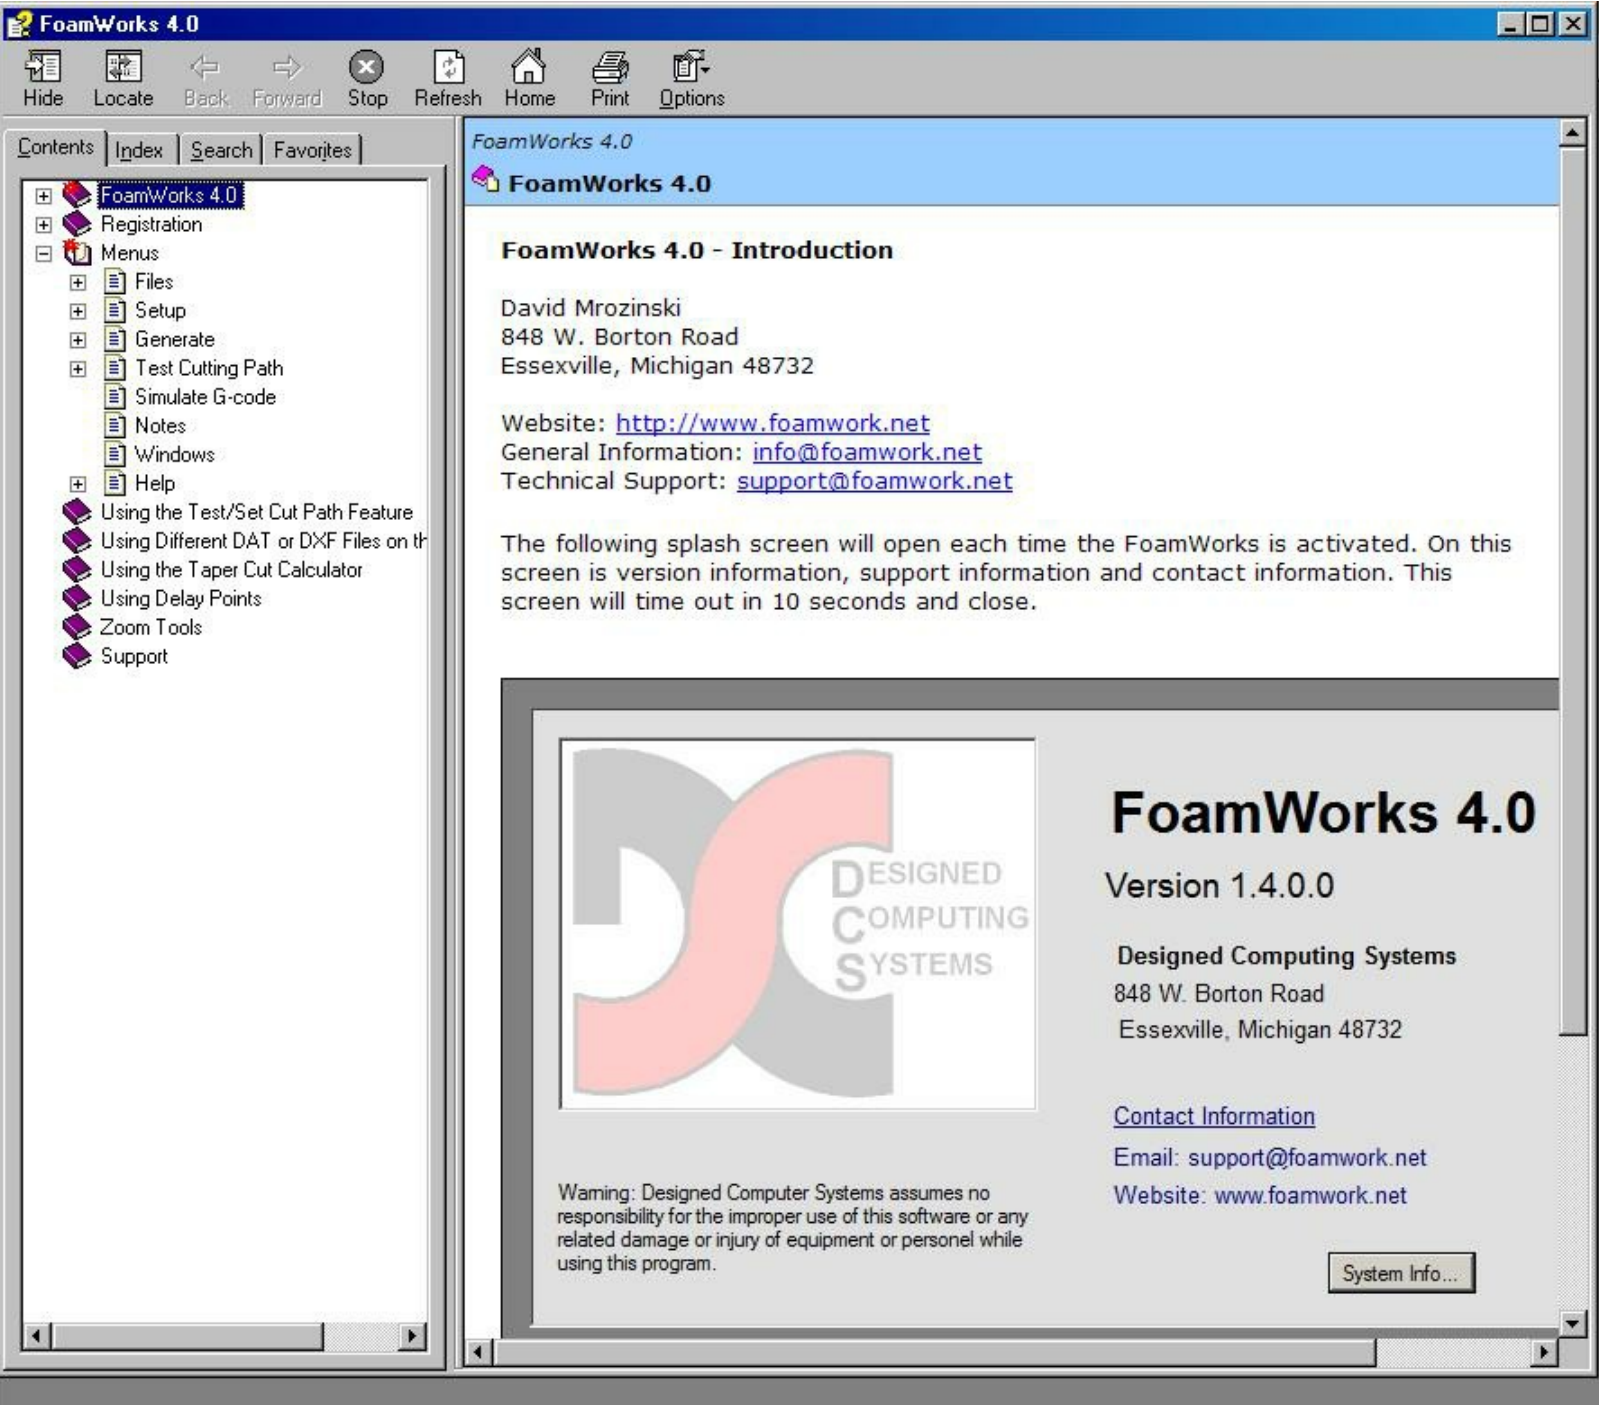 FoamWorks 4.0
Hide Locate Back Forward Stop Refresh Home Print Options
Contents Index Search Favorites
FoamWorks 4.0
Registration
Menus
Files
Setup
Generate
Test Cutting Path
Simulate G-code
Notes
Windows
Help
Using the Test/Set Cut Path Feature
Using Different DAT or DXF Files on th
Using the Taper Cut Calculator
Using Delay Points
Zoom Tools
Support
FoamWorks 4.0
FoamWorks 4.0
FoamWorks 4.0 - Introduction
David Mrozinski
848 W. Borton Road
Essexville, Michigan 48732
Website: http://www.foamwork.net
General Information: info@foamwork.net
Technical Support: support@foamwork.net
The following splash screen will open each time the FoamWorks is activated. On this
screen is version information, support information and contact information. This
screen will time out in 10 seconds and close.
DESIGNED
COMPUTING
SYSTEMS
Warning: Designed Computer Systems assumes no
responsibility for the improper use of this software or any
related damage or injury of equipment or personel while
using this program.
FoamWorks 4.0
Version 1.4.0.0
Designed Computing Systems
848 W. Borton Road
Essexville, Michigan 48732
Contact Information
Email: support@foamwork.net
Website: www.foamwork.net
System Info...